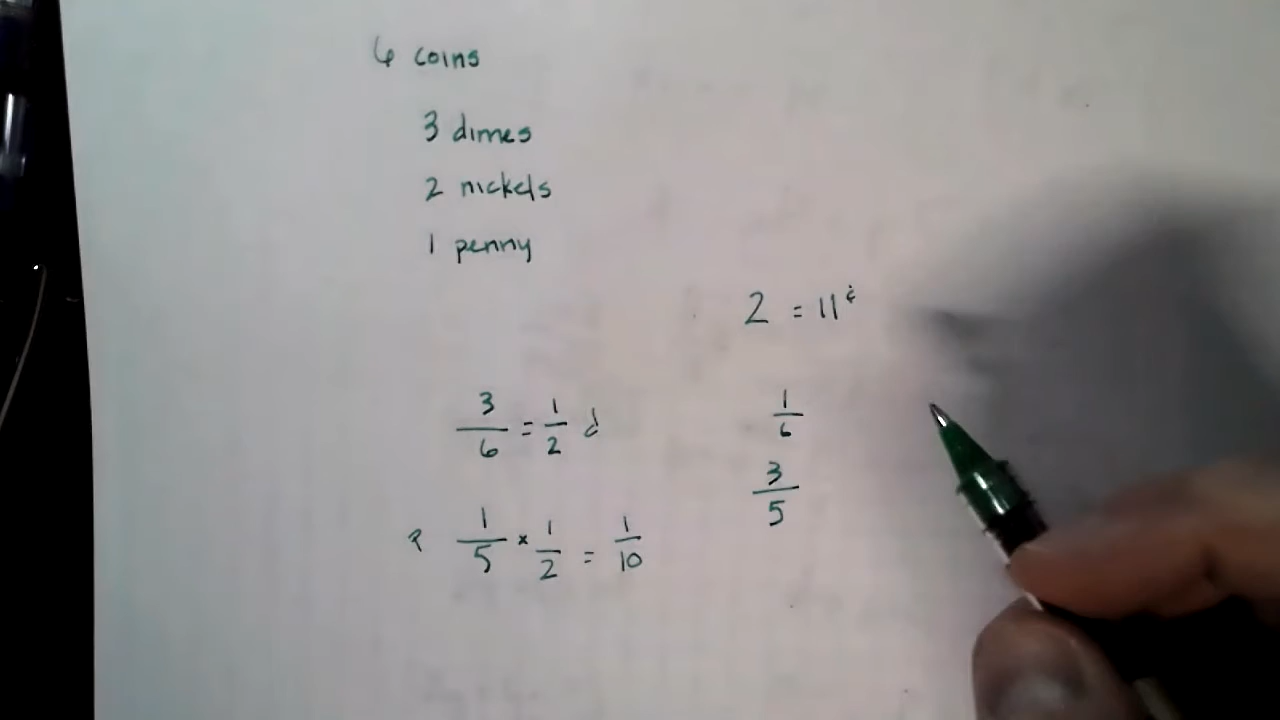 6 coins
3 dimes
2 nickels
1 penny
2 = 11¢
3/6 = 1/2 d
P 1/5 × 1/2 = 1/10
1/6
3/5